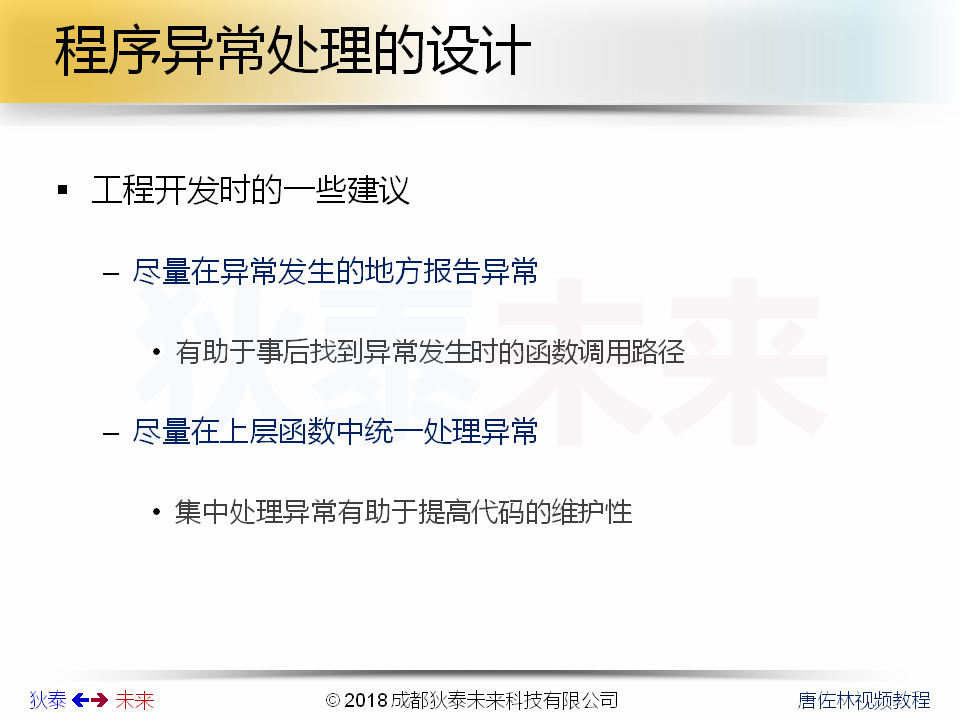 程序异常处理的设计
▪ 工程开发时的一些建议
– 尽量在异常发生的地方报告异常
• 有助于事后找到异常发生时的函数调用路径
– 尽量在上层函数中统一处理异常
• 集中处理异常有助于提高代码的维护性
狄泰未来
狄泰 未来
© 2018 成都狄泰未来科技有限公司
唐佐林视频教程